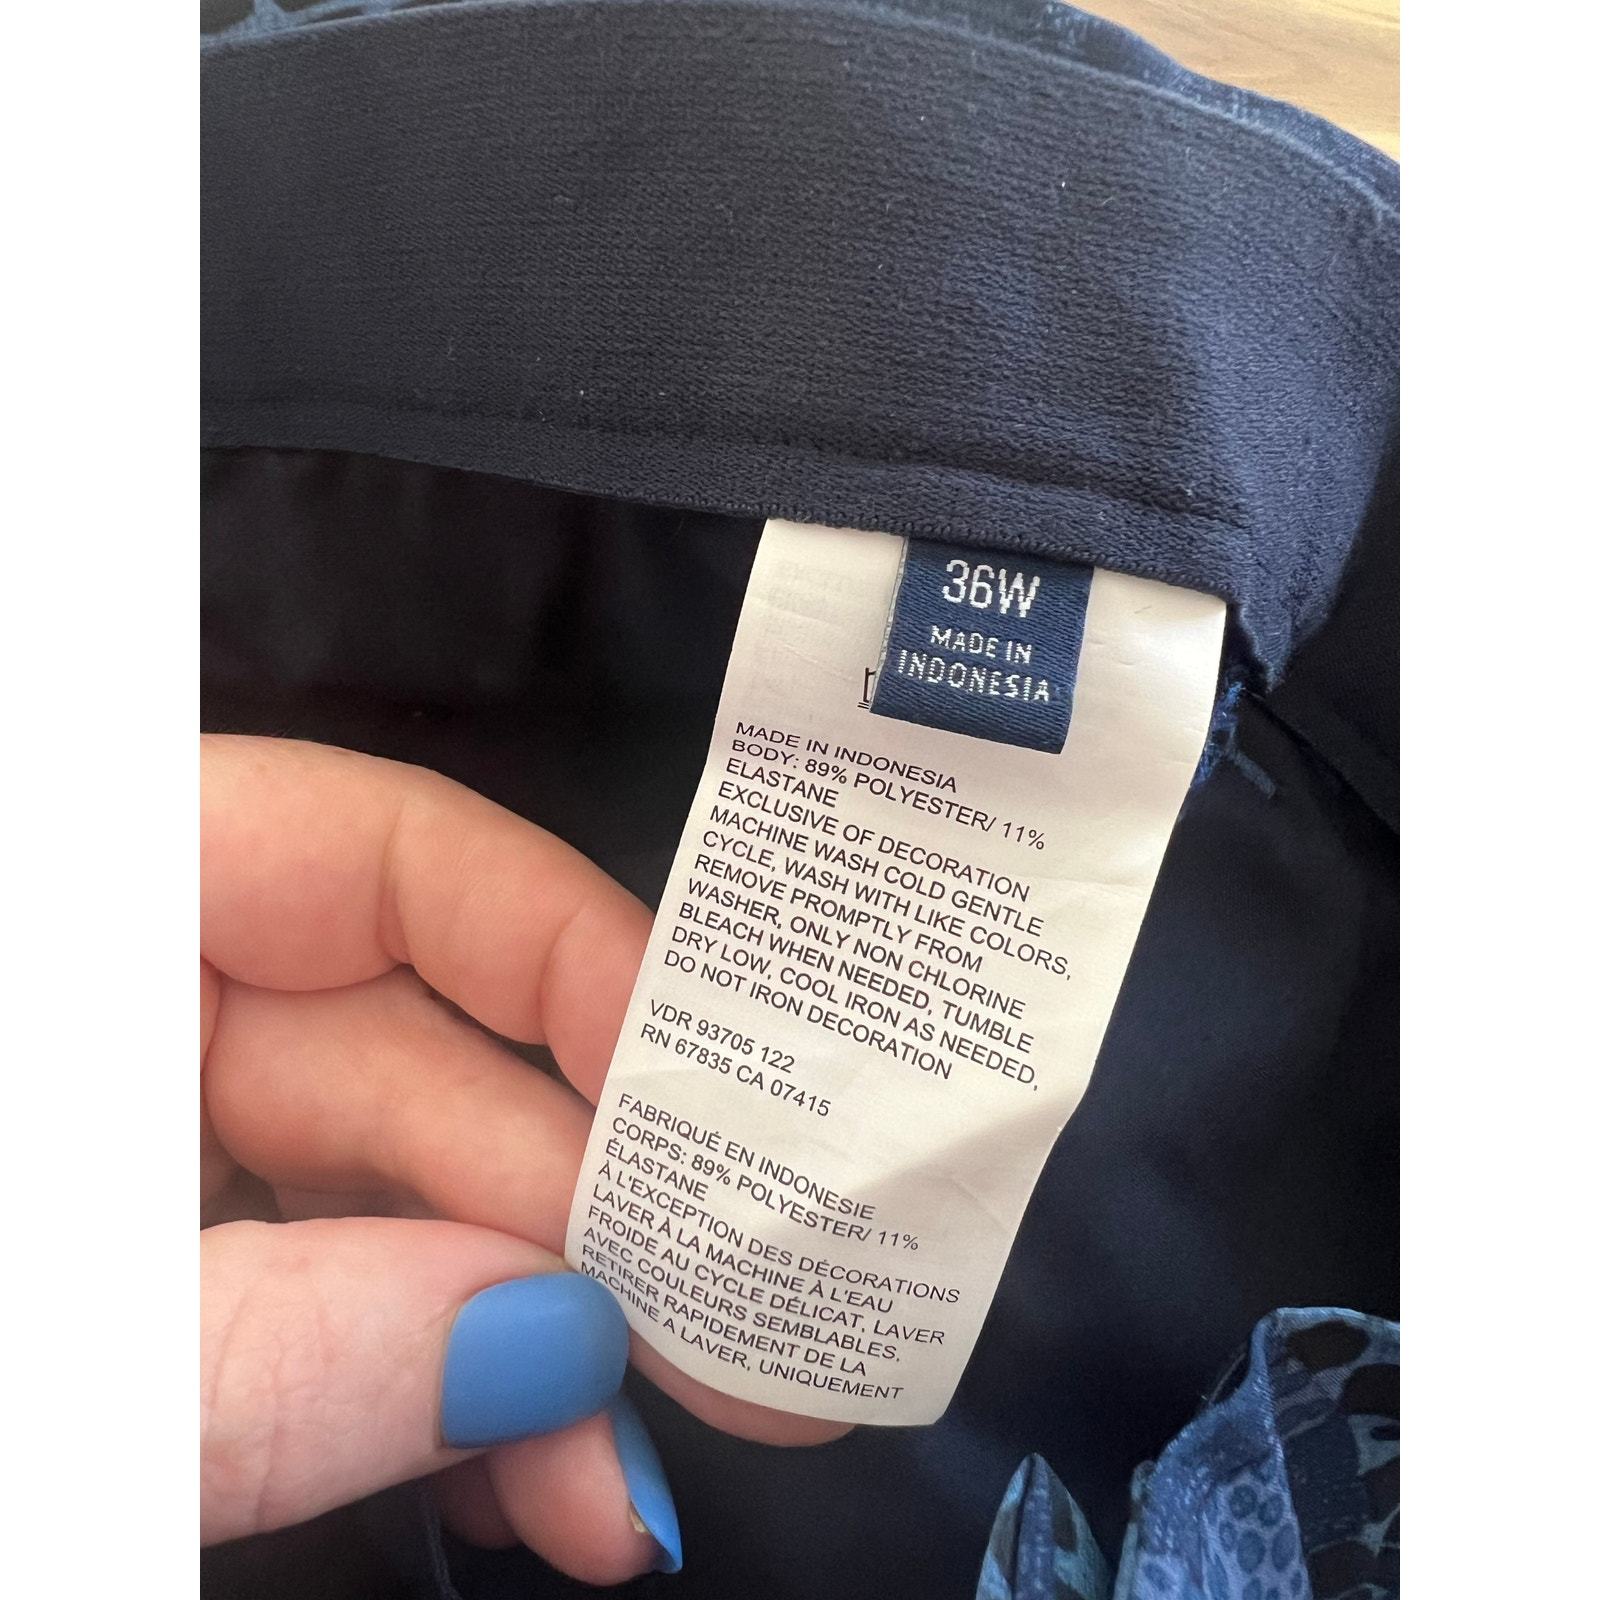 36W
MADE IN
INDONESIA
MADE IN INDONESIA
BODY: 89% POLYESTER/ 11%
ELASTANE
EXCLUSIVE OF DECORATION
MACHINE WASH COLD GENTLE
CYCLE, WASH WITH LIKE COLORS,
REMOVE PROMPTLY FROM
WASHER, ONLY NON CHLORINE
BLEACH WHEN NEEDED, TUMBLE
DRY LOW, COOL IRON AS NEEDED,
DO NOT IRON DECORATION
VDR 93705 122
RN 67835 CA 07415
FABRIQUÉ EN INDONESIE
CORPS: 89% POLYESTER/ 11%
ÉLASTANE
À L'EXCEPTION DES DÉCORATIONS
LAVER À LA MACHINE À L'EAU
FROIDE AU CYCLE DÉLICAT, LAVER
AVEC COULEURS SEMBLABLES,
RETIRER RAPIDEMENT DE LA
MACHINE A LAVER, UNIQUEMENT